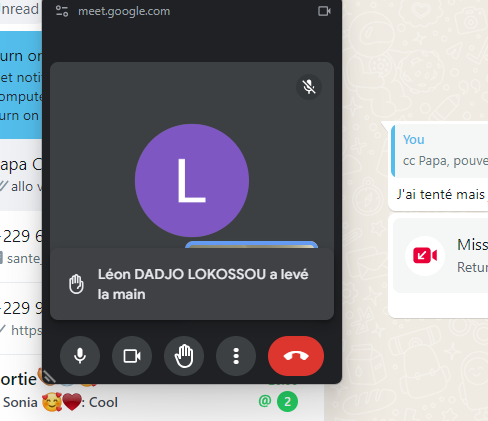 nread
meet.google.com
urn on
et noti
ompute
urn on
L
You
cc Papa, pouve
J'ai tenté mais
apa C
allo v
Léon DADJO LOKOSSOU a levé
la main
229 6
sante,
Miss
Retur
229 9
https
ortie
Sonia 🥰❤️: Cool
@ 2